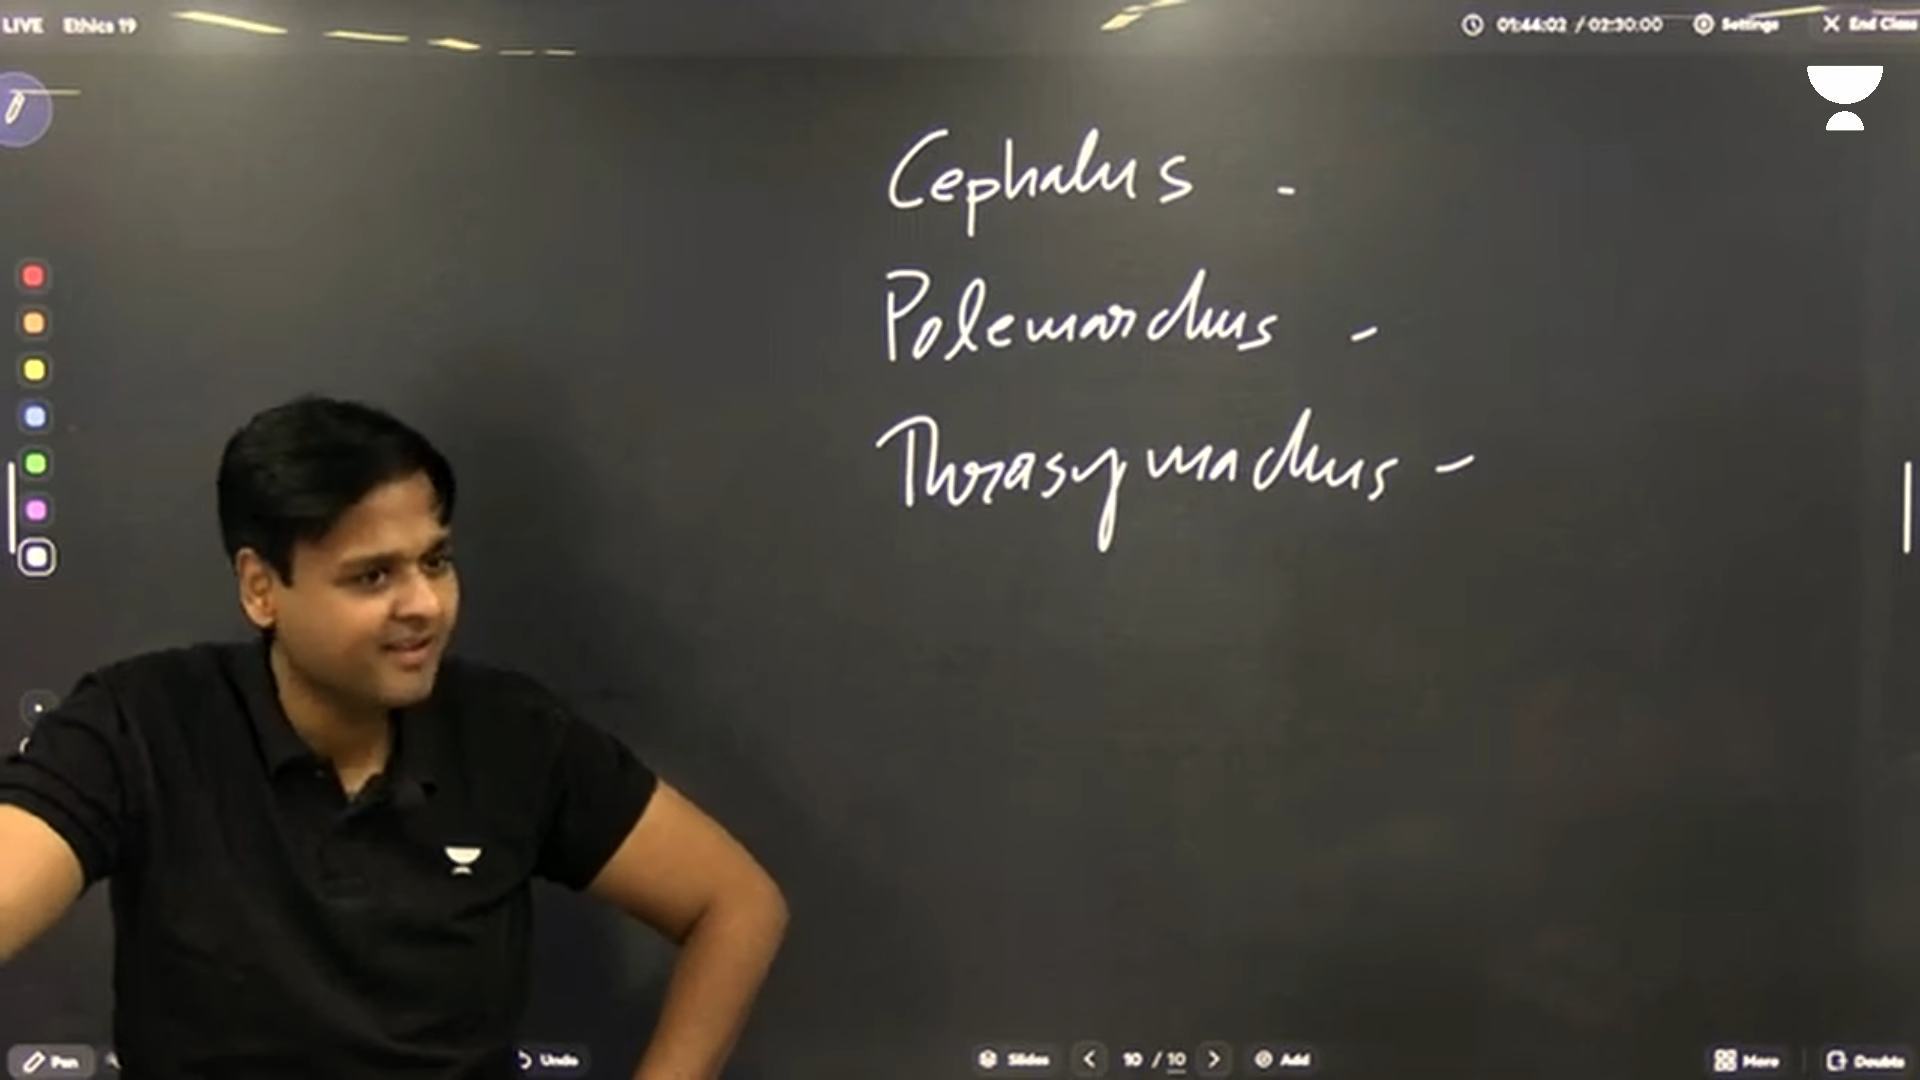 LIVE Ethics 19
01:44:02 / 02:30:00 Settings End Class
Cephalus -
Polemarchus -
Thrasymachus -
Pen
Undo
Slides 10 / 10 Add
More Doubts